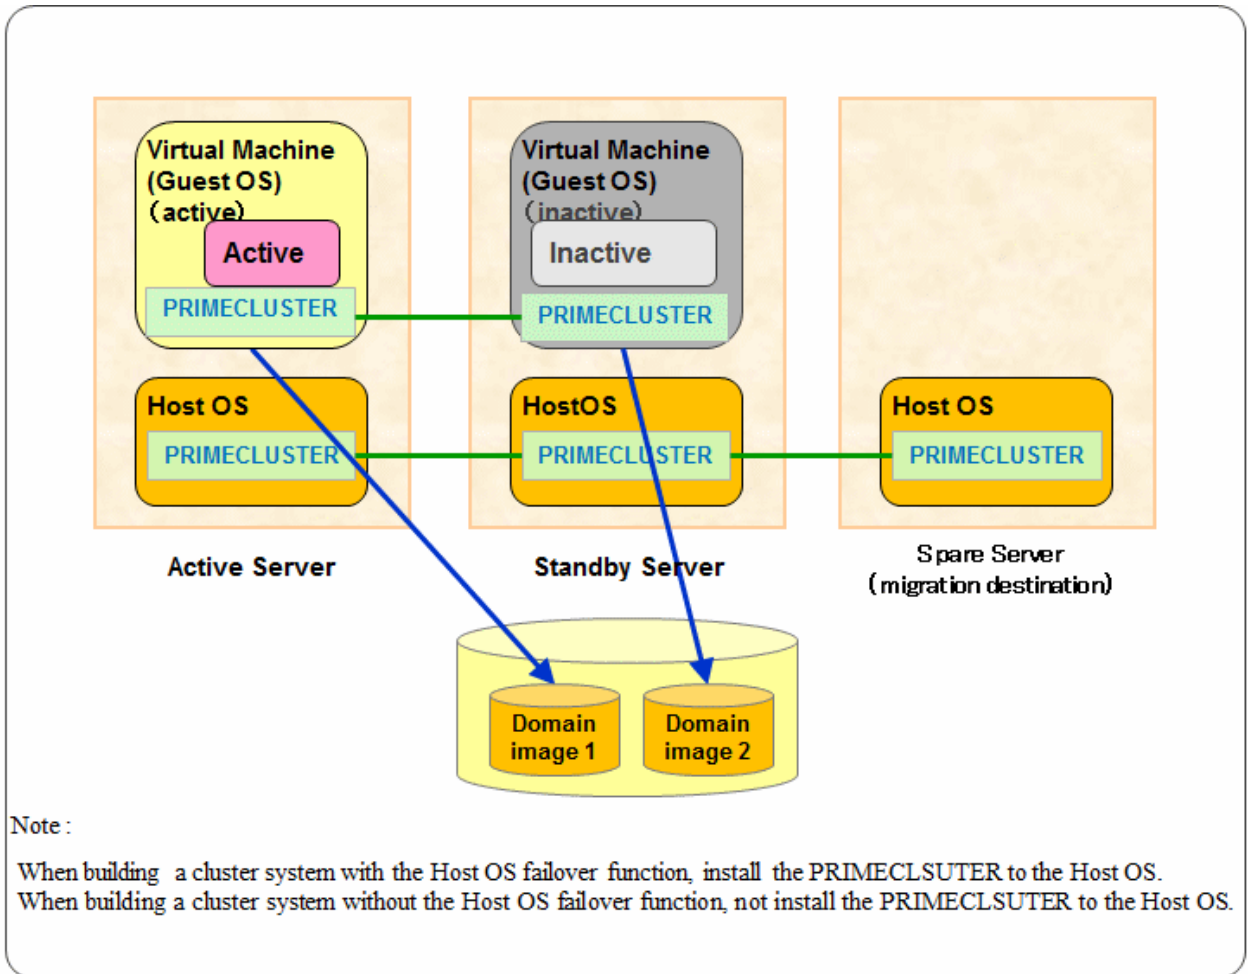 Virtual Machine
(Guest OS)
(active)
Active
PRIMECLUSTER
Virtual Machine
(Guest OS)
(inactive)
Inactive
PRIMECLUSTER
Host OS
PRIMECLUSTER
HostOS
PRIMECLUSTER
Host OS
PRIMECLUSTER
Active Server
Standby Server
Spare Server
(migration destination)
Domain
image 1
Domain
image 2
Note :
When building a cluster system with the Host OS failover function, install the PRIMECLSUTER to the Host OS.
When building a cluster system without the Host OS failover function, not install the PRIMECLSUTER to the Host OS.